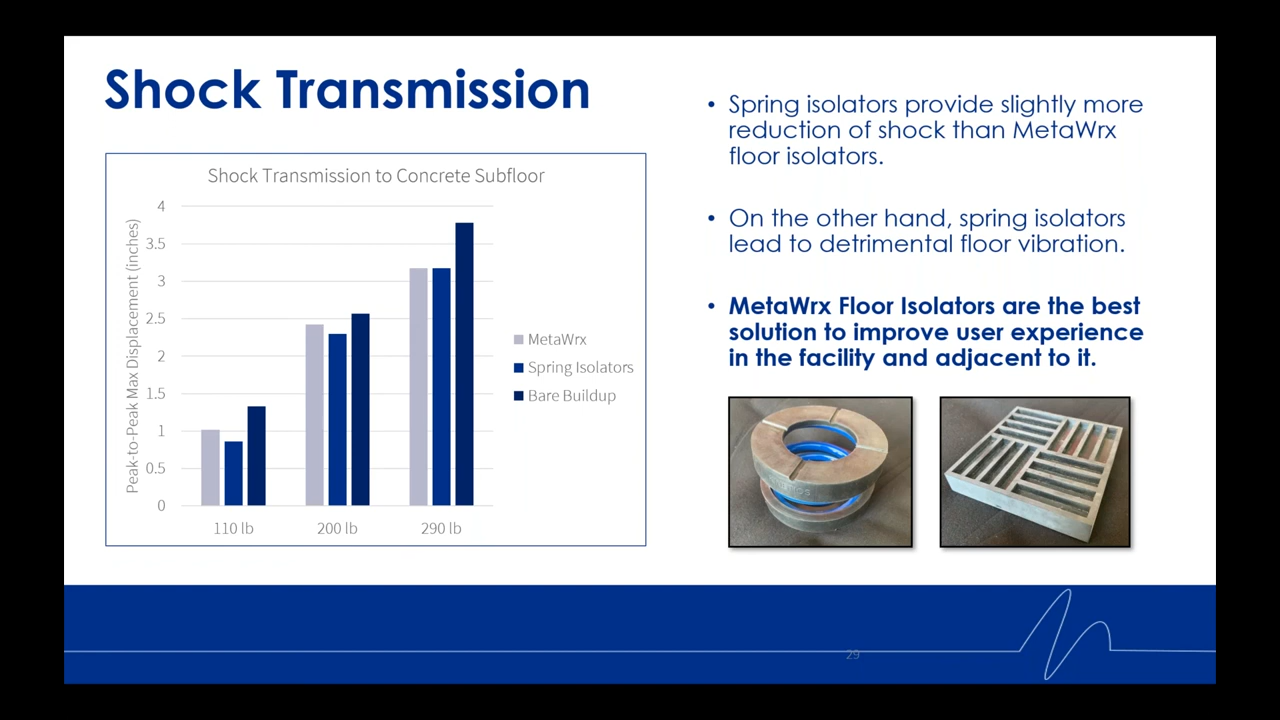 Shock Transmission
Shock Transmission to Concrete Subfloor
Peak-to-Peak Max Displacement (inches)
4
3.5
3
2.5
2
1.5
1
0.5
0
110 lb
200 lb
290 lb
MetaWrx
Spring Isolators
Bare Buildup
• Spring isolators provide slightly more
reduction of shock than MetaWrx
floor isolators.
• On the other hand, spring isolators
lead to detrimental floor vibration.
• MetaWrx Floor Isolators are the best
solution to improve user experience
in the facility and adjacent to it.
29